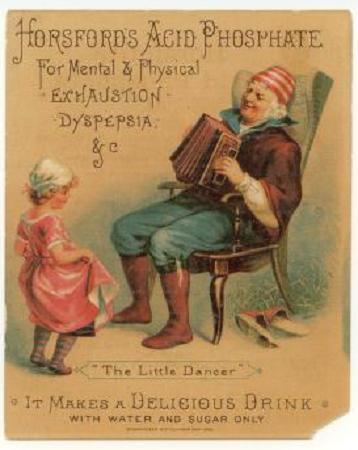 HORSFORD'S ACID PHOSPHATE
For Mental & Physical
EXHAUSTION
DYSPEPSIA.
& C
"The Little Dancer"
IT MAKES A DELICIOUS DRINK
WITH WATER AND SUGAR ONLY